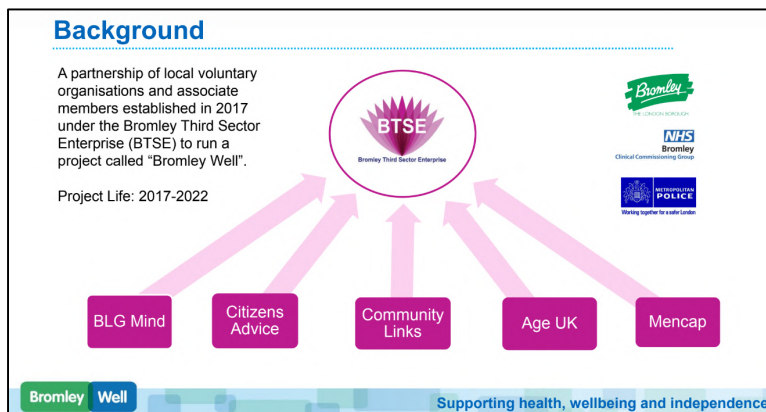 Background
A partnership of local voluntary
organisations and associate
members established in 2017
under the Bromley Third Sector
Enterprise (BTSE) to run a
project called “Bromley Well”.
Project Life: 2017-2022
BTSE
Bromley Third Sector Enterprise
Bromley
THE LONDON BOROUGH
NHS
Bromley
Clinical Commissioning Group
METROPOLITAN
POLICE
Working together for a safer London
BLG Mind
Citizens
Advice
Community
Links
Age UK
Mencap
Bromley Well
Supporting health, wellbeing and independence